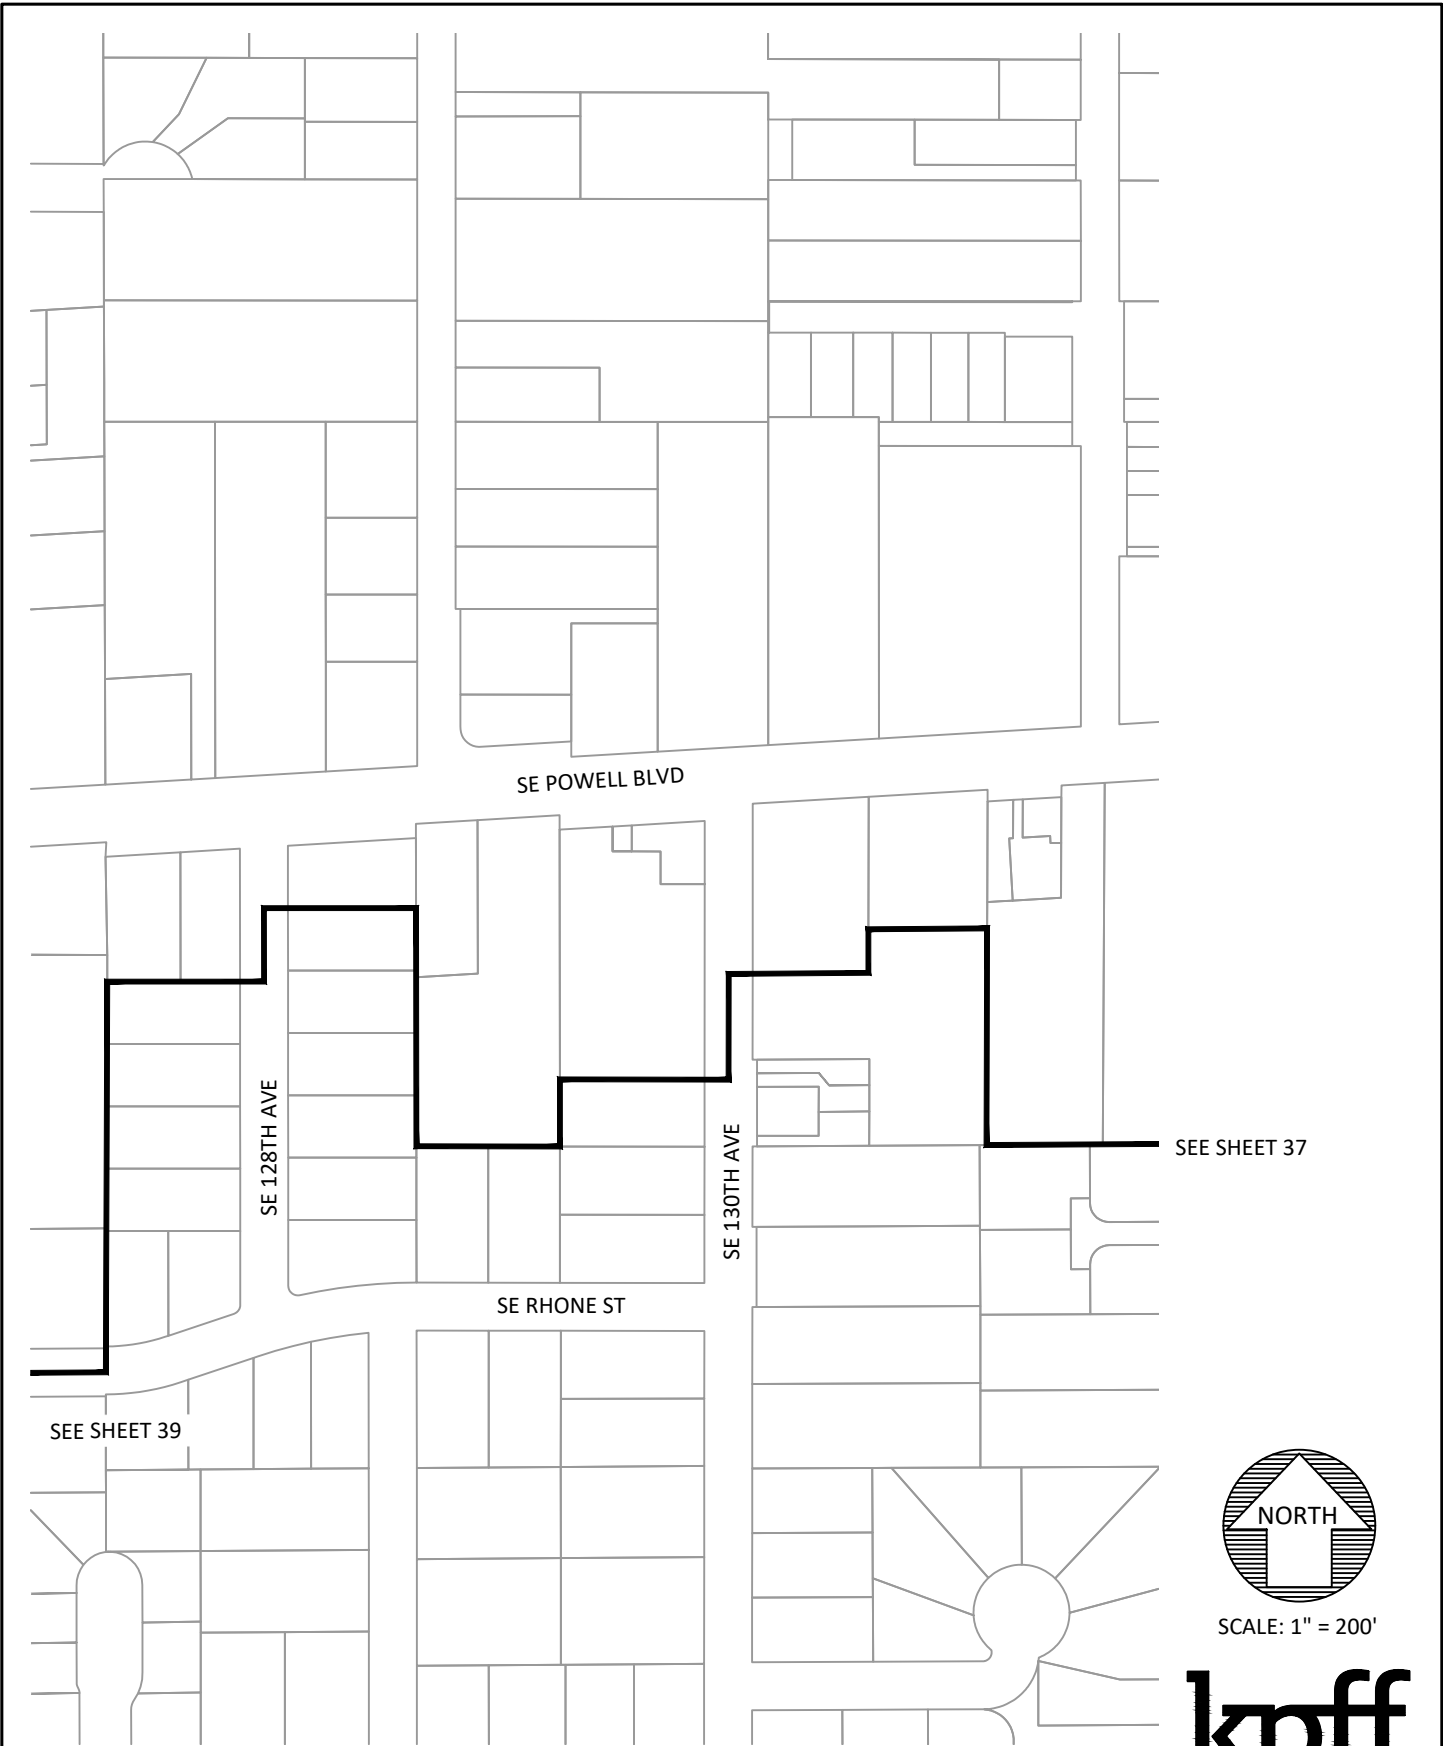 SE POWELL BLVD
SE 128TH AVE
SE 130TH AVE
SEE SHEET 37
SE RHONE ST
SEE SHEET 39
NORTH
SCALE: 1" = 200'
kpff